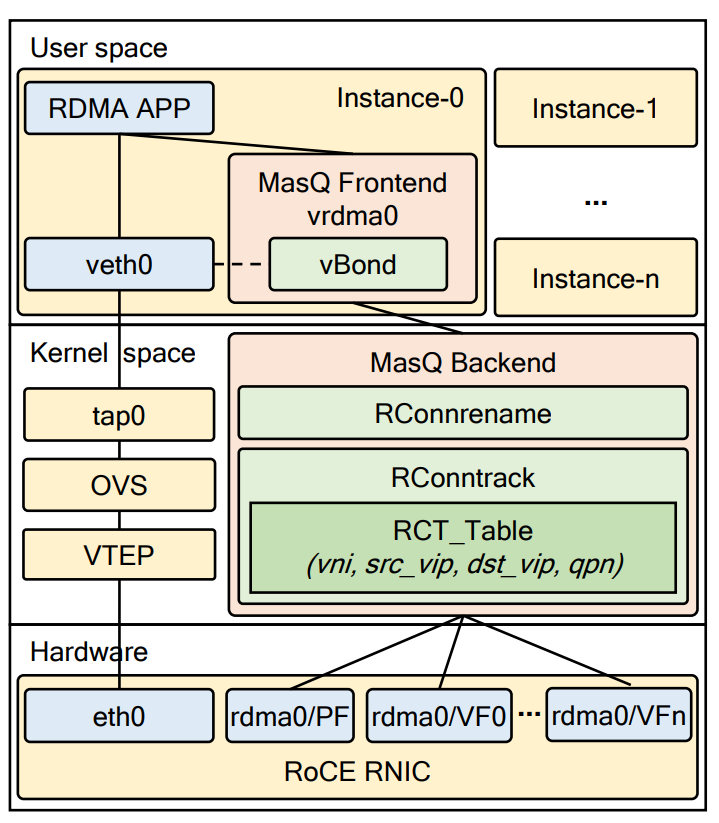 User space
RDMA APP
Instance-0
Instance-1
MasQ Frontend
vrdma0
...
veth0
vBond
Instance-n
Kernel space
MasQ Backend
tap0
RConnrename
OVS
RConntrack
VTEP
RCT_Table
(vni, src_vip, dst_vip, qpn)
Hardware
eth0
rdma0/PF
rdma0/VF0
...
rdma0/VFn
RoCE RNIC